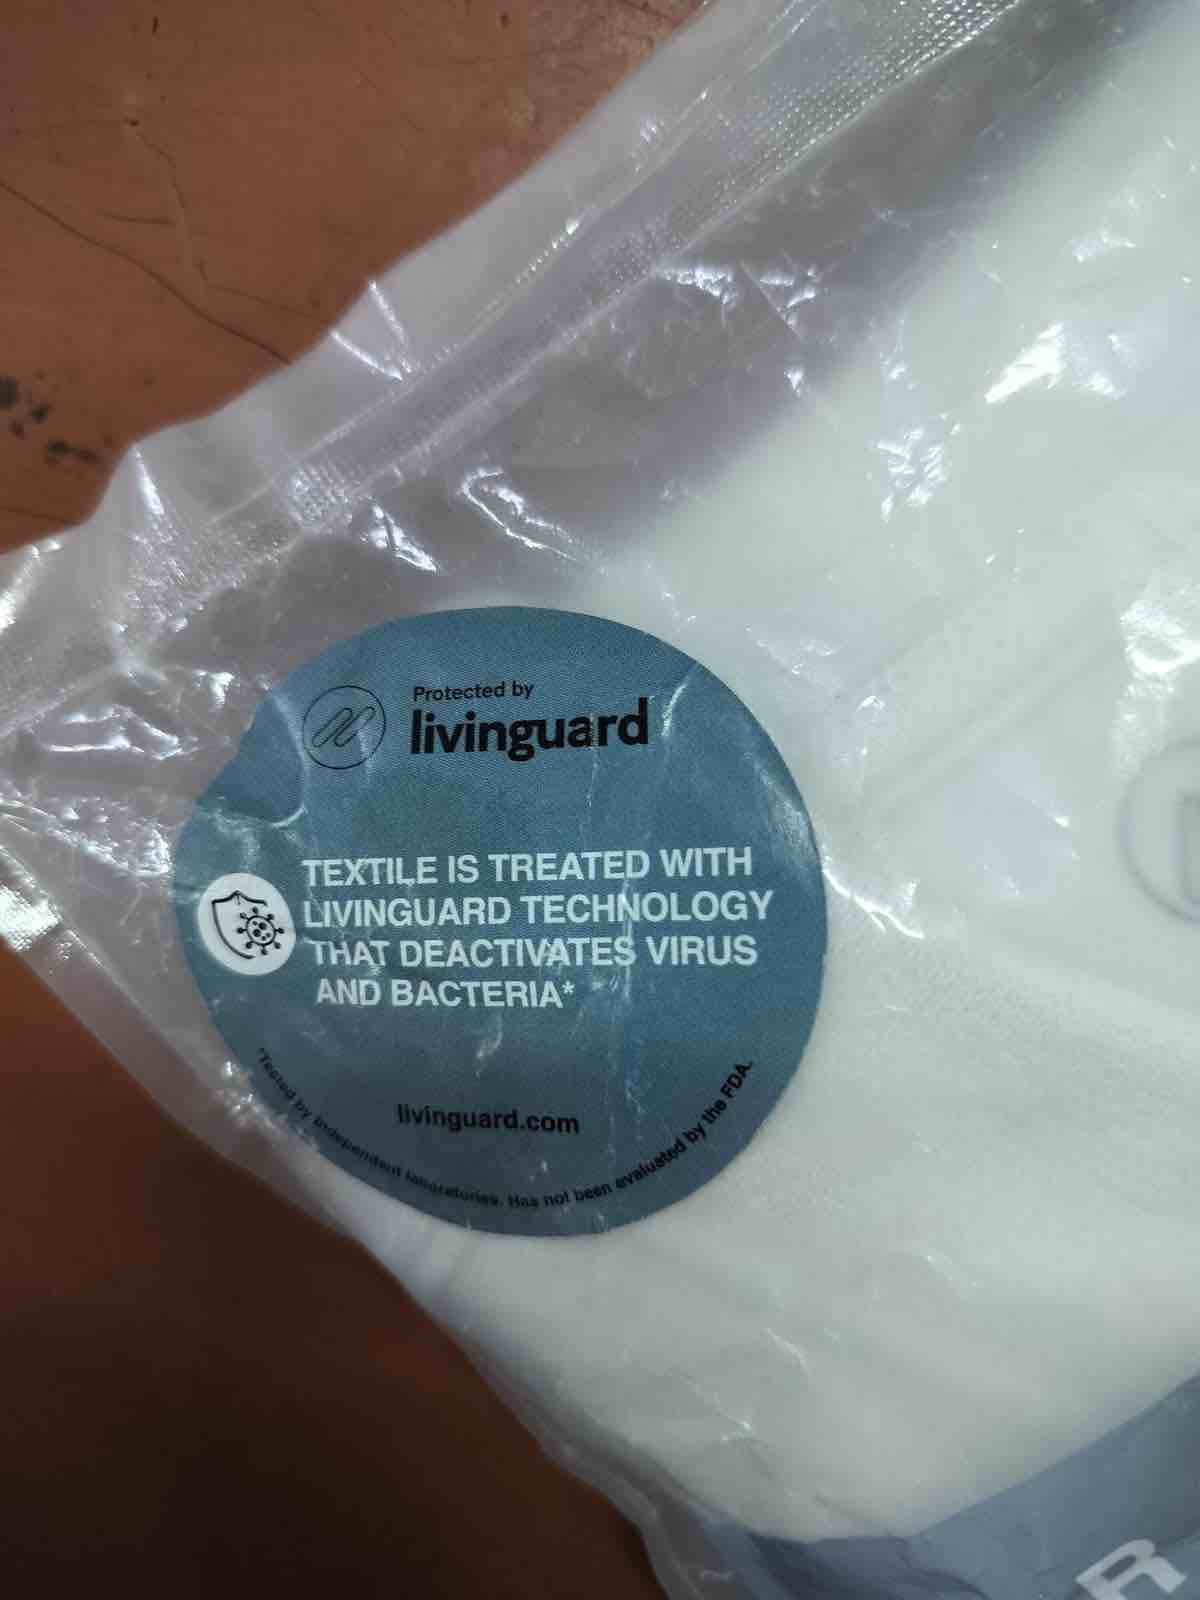 Protected by
livinguard
TEXTILE IS TREATED WITH
LIVINGUARD TECHNOLOGY
THAT DEACTIVATES VIRUS
AND BACTERIA*
livinguard.com
*Tested by independent laboratories. Has not been evaluated by the FDA.
R